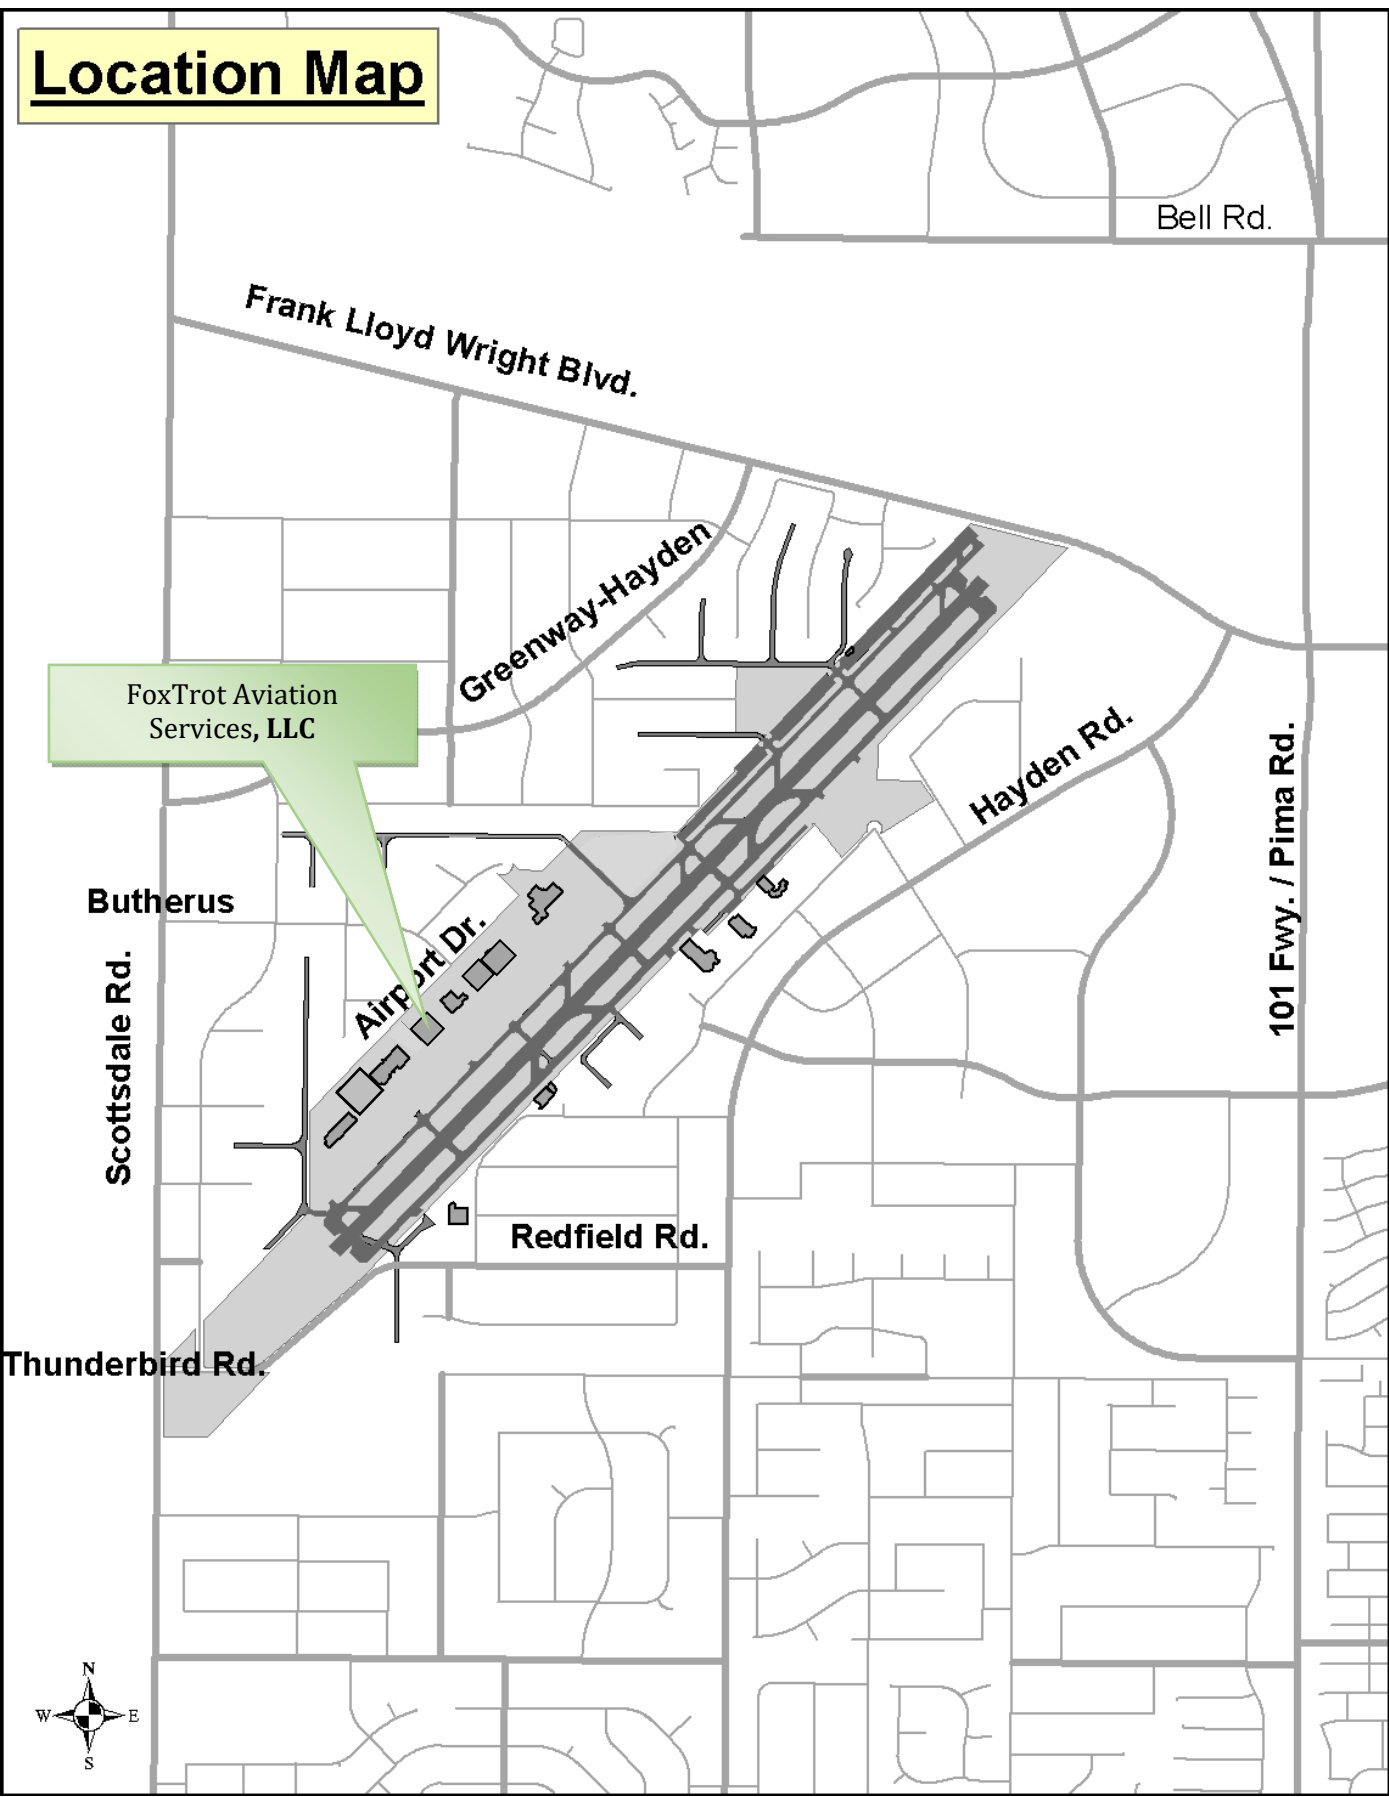 Location Map
Bell Rd.
Frank Lloyd Wright Blvd.
Greenway-Hayden
FoxTrot Aviation
Services, LLC
Hayden Rd.
101 Fwy. / Pima Rd.
Butherus
Airport Dr.
Scottsdale Rd.
Redfield Rd.
Thunderbird Rd.
N
W
E
S